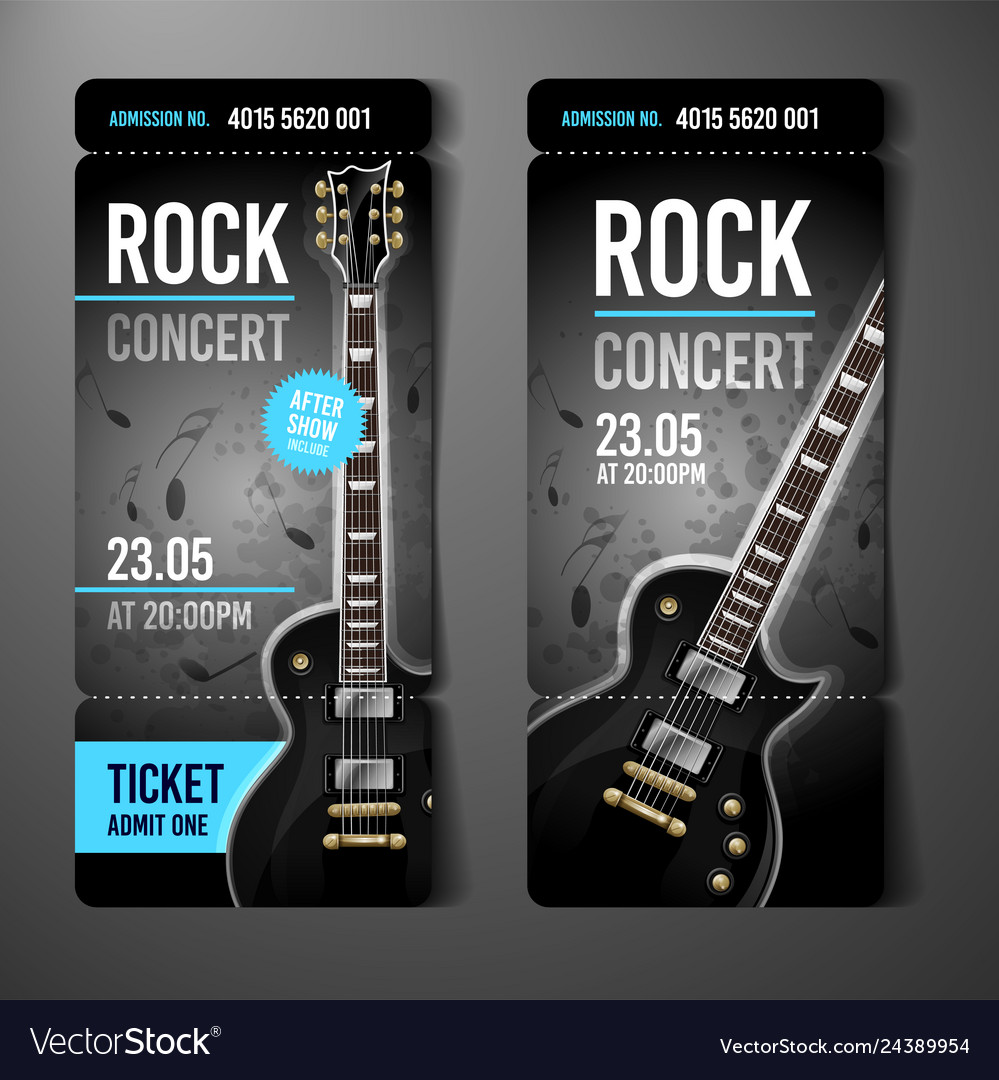 ADMISSION NO. 4015 5620 001
ROCK
CONCERT
AFTER
SHOW
INCLUDE
23.05
AT 20:00PM
TICKET
ADMIT ONE
ADMISSION NO. 4015 5620 001
ROCK
CONCERT
23.05
AT 20:00PM
VectorStock®
VectorStock.com/24389954